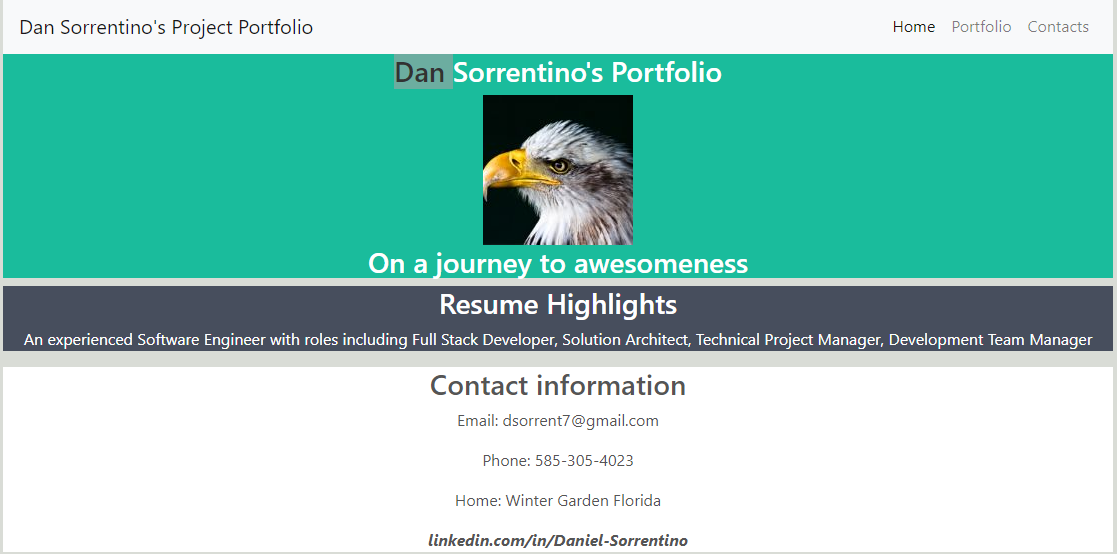 Dan Sorrentino's Project Portfolio
Home Portfolio Contacts
Dan Sorrentino's Portfolio
On a journey to awesomeness
Resume Highlights
An experienced Software Engineer with roles including Full Stack Developer, Solution Architect, Technical Project Manager, Development Team Manager
Contact information
Email: dsorrent7@gmail.com
Phone: 585-305-4023
Home: Winter Garden Florida
linkedin.com/in/Daniel-Sorrentino